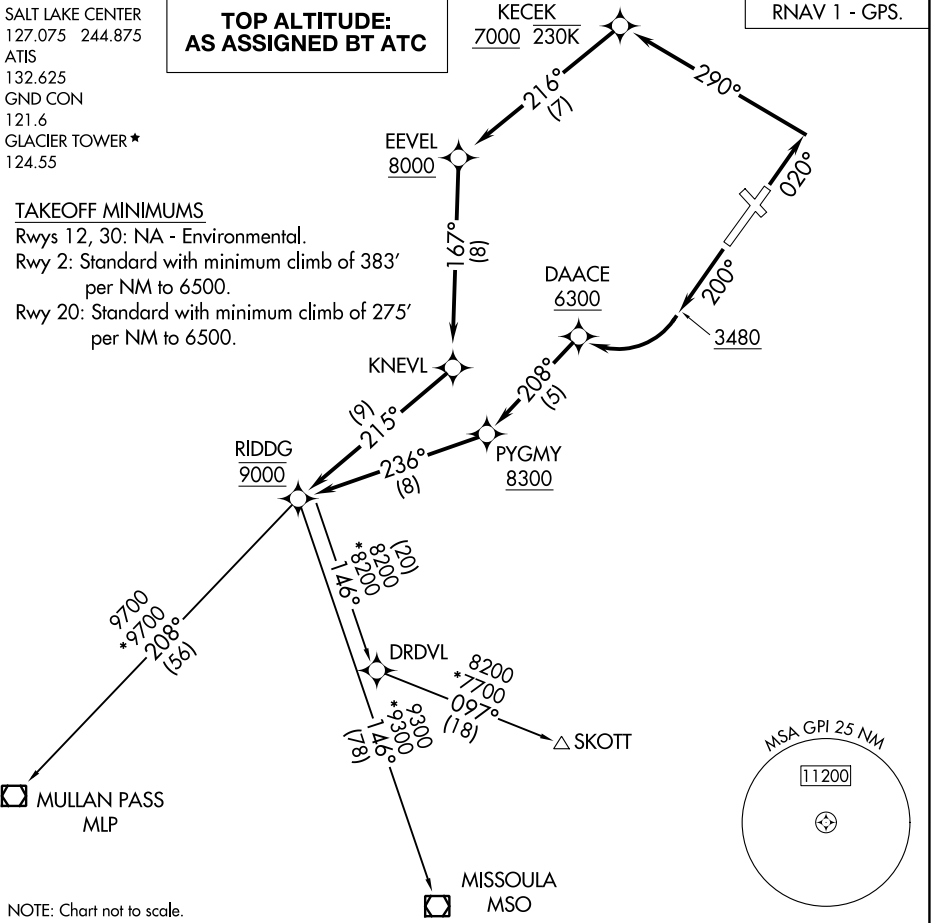 SALT LAKE CENTER
127.075 244.875
ATIS
132.625
GND CON
121.6
GLACIER TOWER★
124.55
TOP ALTITUDE:
AS ASSIGNED BT ATC
RNAV 1 - GPS.
KECEK
7000 230K
290°
216°
(7)
020°
EEVEL
8000
TAKEOFF MINIMUMS
Rwys 12, 30: NA - Environmental.
Rwy 2: Standard with minimum climb of 383'
per NM to 6500.
Rwy 20: Standard with minimum climb of 275'
per NM to 6500.
167°
(8)
200°
DAACE
6300
3480
KNEVL
208°
(5)
(9)
215°
PYGMY
8300
236°
(8)
RIDDG
9000
(20)
8200
*8200
146°
9700
*9700
208°
(56)
DRDVL
8200
*7700
097°
(18)
SKOTT
9300
*9300
146°
(78)
MSA GPI 25 NM
11200
MULLAN PASS
MLP
MISSOULA
MSO
NOTE: Chart not to scale.